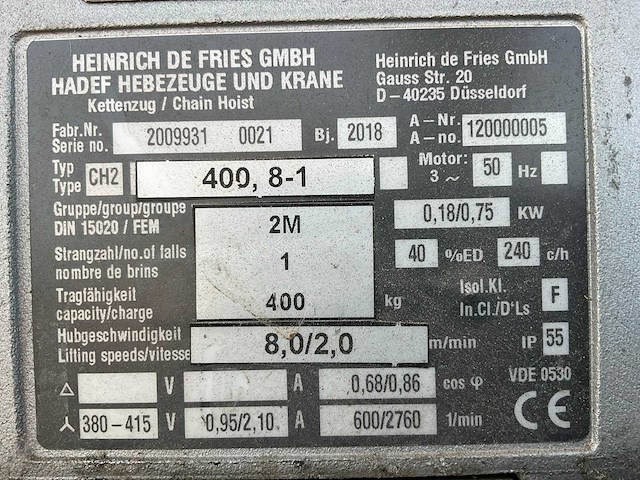 HEINRICH DE FRIES GMBH
HADEF HEBEZEUGE UND KRANE
Kettenzug / Chain Hoist
Heinrich de Fries GmbH
Gauss Str. 20
D – 40235 Düsseldorf
Fabr.Nr.
Serie no. 2009931 0021 Bj. 2018
A – Nr.
A – no. 120000005
Typ
Type CH2 400, 8-1
Motor:
3 ~ 50 Hz
Gruppe/group/groupe
DiN 15020 / FEM 2M
0,18/0,75 KW
Strangzahl/no.of falls
nombre de brins 1
40 %ED 240 c/h
Tragfähigkeit
capacity/charge 400 kg
Isol.Kl.
In.Cl./D'Ls F
Hubgeschwindigkeit
Lifting speeds/vitesse 8,0/2,0 m/min
IP 55
△ V A 0,68/0,86 cos φ VDE 0530
⅄ 380–415 V 0,95/2,10 A 600/2760 1/min CE